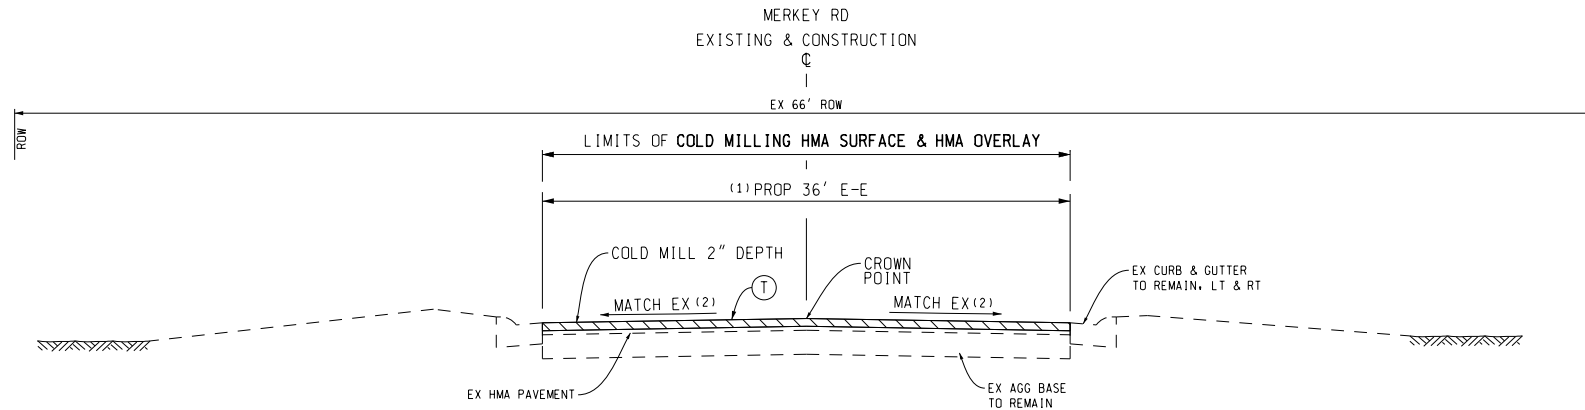 MERKEY RD
EXISTING & CONSTRUCTION
℄
EX 66' ROW
ROW
LIMITS OF COLD MILLING HMA SURFACE & HMA OVERLAY
(1) PROP 36' E-E
COLD MILL 2" DEPTH
CROWN
POINT
T
MATCH EX (2)
MATCH EX (2)
EX CURB & GUTTER
TO REMAIN, LT & RT
EX HMA PAVEMENT
EX AGG BASE
TO REMAIN